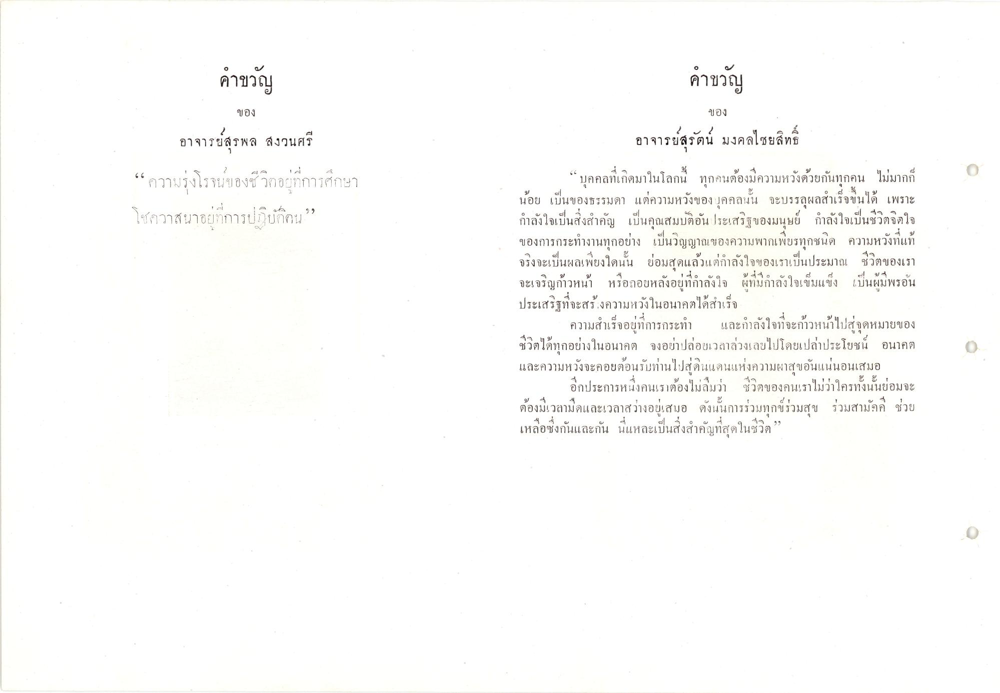 คำขวัญ
ของ
อาจารย์สุรพล สงวนศรี
“ความรุ่งโรจน์ของชีวิตอยู่ที่การศึกษา
โชควาสนาอยู่ที่การปฏิบัติตน”
คำขวัญ
ของ
อาจารย์สุรัตน์ มงคลไชยสิทธิ์
“บุคคลที่เกิดมาในโลกนี้ ทุกคนต้องมีความหวังด้วยกันทุกคน ไม่มากก็
น้อย เป็นของธรรมดา แต่ความหวังของบุคคลนั้น จะบรรลุผลสำเร็จขึ้นได้ เพราะ
กำลังใจเป็นสิ่งสำคัญ เป็นคุณสมบัติอันประเสริฐของมนุษย์ กำลังใจเป็นชีวิตจิตใจ
ของการกระทำงานทุกอย่าง เป็นวิญญาณของความพากเพียรทุกชนิด ความหวังที่แท้
จริงจะเป็นผลเพียงใดนั้น ย่อมสุดแล้วแต่กำลังใจของเราเป็นประมาณ ชีวิตของเรา
จะเจริญก้าวหน้า หรือถอยหลังอยู่ที่กำลังใจ ผู้ที่มีกำลังใจเข็มแข็ง เป็นผู้มีพรอัน
ประเสริฐที่จะสร้างความหวังในอนาคตได้สำเร็จ
ความสำเร็จอยู่ที่การกระทำ และกำลังใจที่จะก้าวหน้าไปสู่จุดหมายของ
ชีวิตได้ทุกอย่างในอนาคต จงอย่าปล่อยเวลาล่วงเลยไปโดยเปล่าประโยชน์ อนาคต
และความหวังจะคอยต้อนรับท่านไปสู่ดินแดนแห่งความผาสุขอันแน่นอนเสมอ
อีกประการหนึ่งคนเราต้องไม่ลืมว่า ชีวิตของคนเราไม่ว่าใครทั้งนั้นย่อมจะ
ต้องมีเวลามืดและเวลาสว่างอยู่เสมอ ดังนั้นการร่วมทุกข์ร่วมสุข ร่วมสามัคคี ช่วย
เหลือซึ่งกันและกัน นี่แหละเป็นสิ่งสำคัญที่สุดในชีวิต”